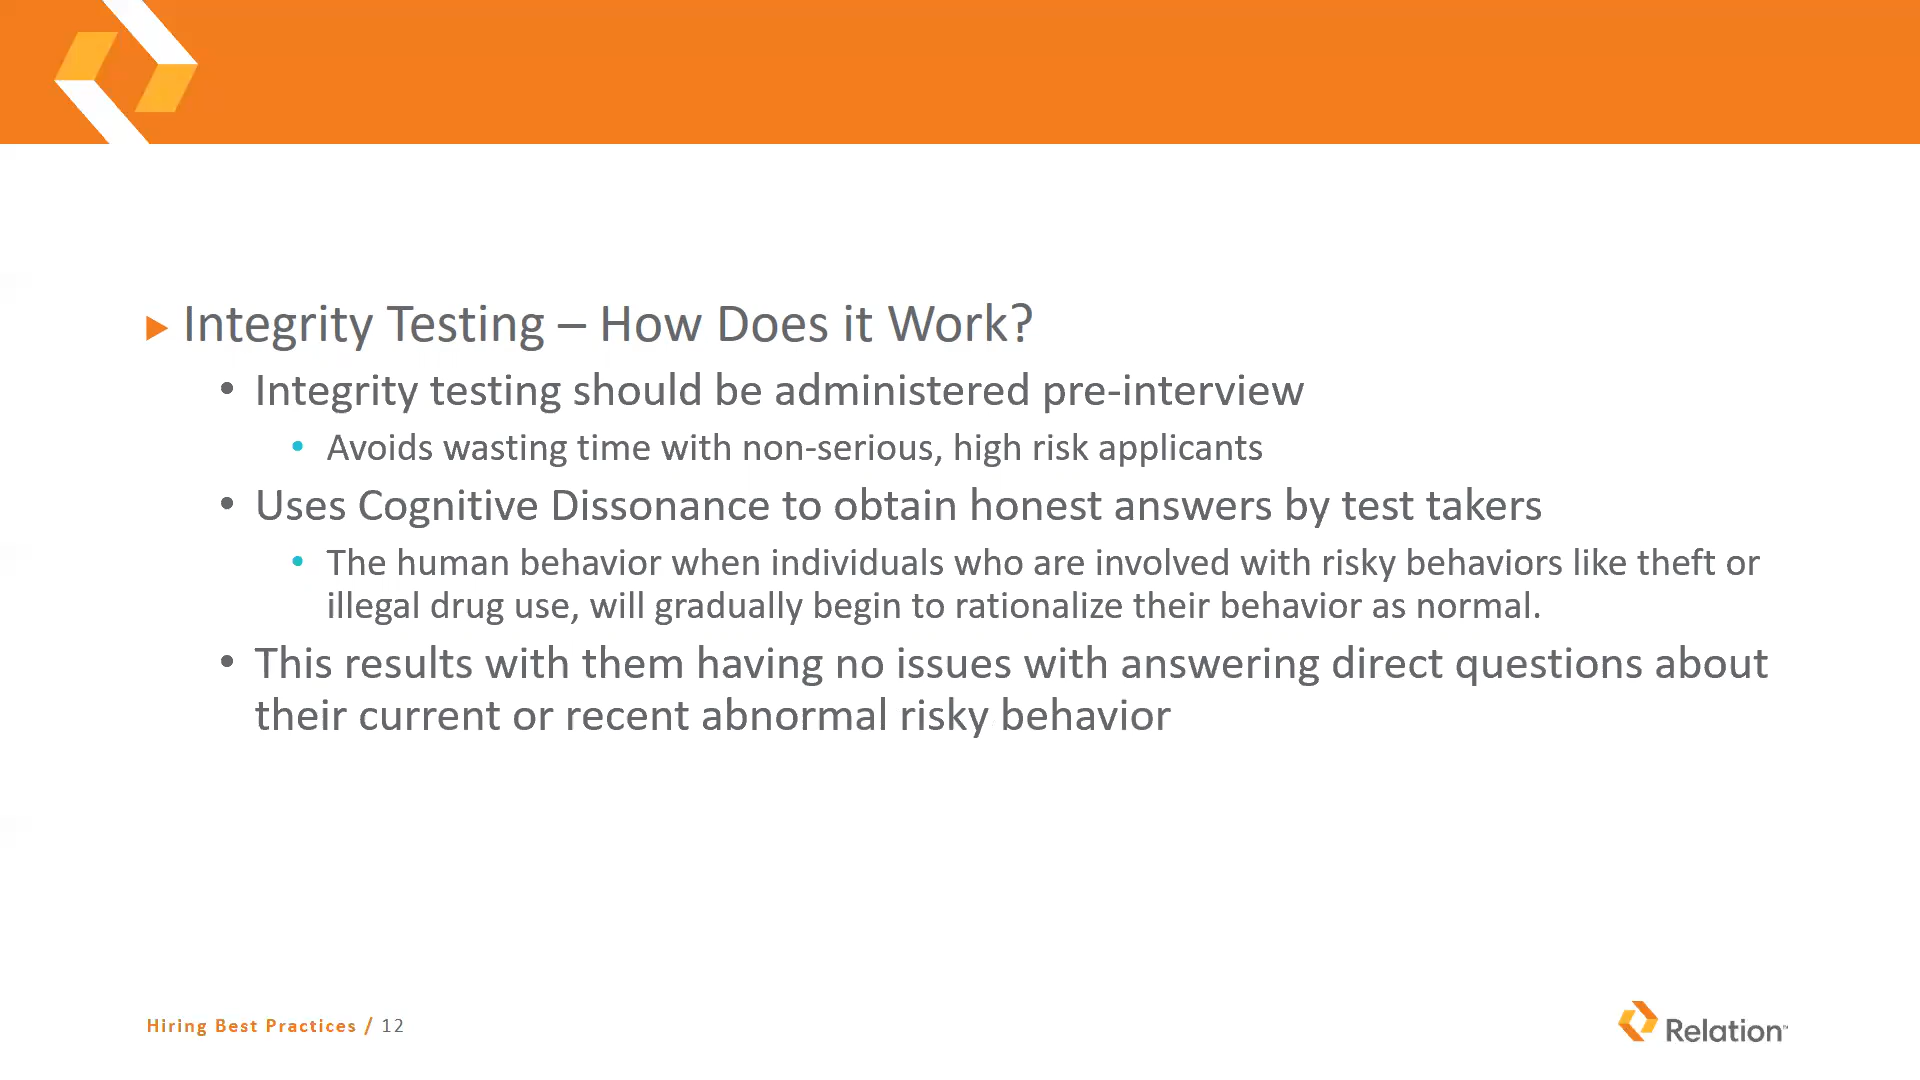 Integrity Testing – How Does it Work?
• Integrity testing should be administered pre-interview
• Avoids wasting time with non-serious, high risk applicants
• Uses Cognitive Dissonance to obtain honest answers by test takers
• The human behavior when individuals who are involved with risky behaviors like theft or
illegal drug use, will gradually begin to rationalize their behavior as normal.
• This results with them having no issues with answering direct questions about
their current or recent abnormal risky behavior
Hiring Best Practices / 12
Relation™